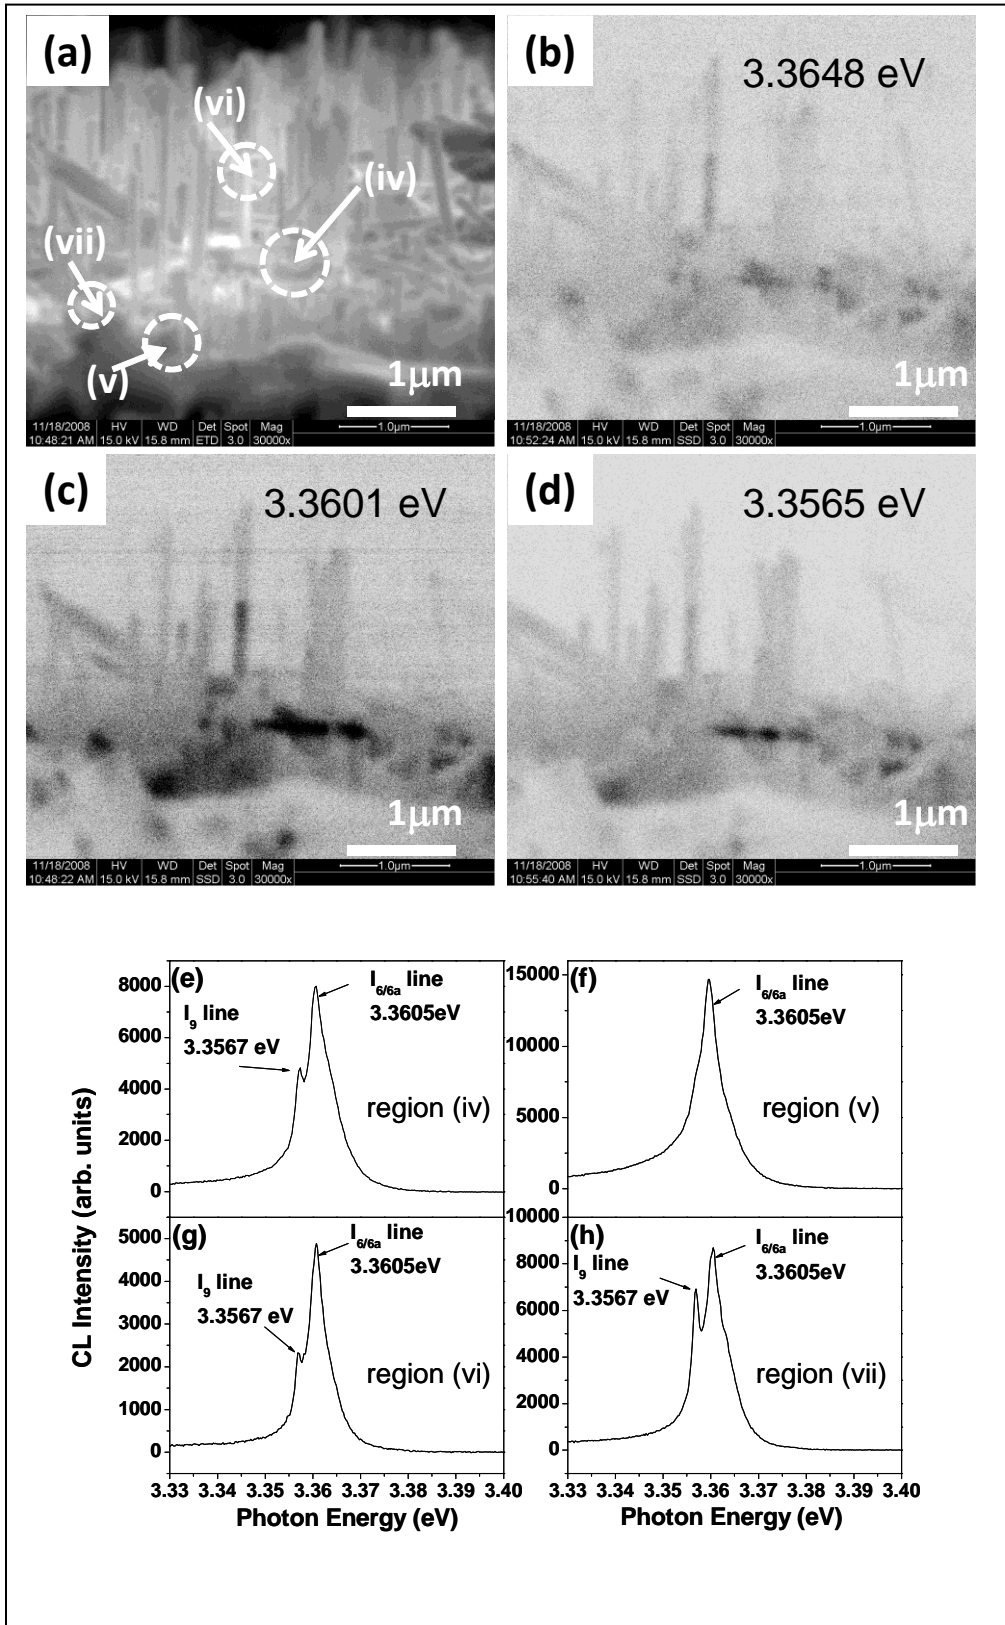 (a)
(vi)
(iv)
(vii)
(v)
1μm
11/18/2008 HV WD Det Spot Mag 1.0μm
10:48:21 AM 15.0 kV 15.8 mm ETD 3.0 30000x
(b)
3.3648 eV
1μm
11/18/2008 HV WD Det Spot Mag 1.0μm
10:52:24 AM 15.0 kV 15.8 mm SSD 3.0 30000x
(c)
3.3601 eV
1μm
11/18/2008 HV WD Det Spot Mag 1.0μm
10:48:22 AM 15.0 kV 15.8 mm SSD 3.0 30000x
(d)
3.3565 eV
1μm
11/18/2008 HV WD Det Spot Mag 1.0μm
10:55:40 AM 15.0 kV 15.8 mm SSD 3.0 30000x
CL Intensity (arb. units)
(e)
I6/6a line
3.3605eV
I9 line
3.3567 eV
region (iv)
8000
6000
4000
2000
0
(f)
I6/6a line
3.3605eV
region (v)
15000
10000
5000
0
(g)
I6/6a line
3.3605eV
I9 line
3.3567 eV
region (vi)
5000
4000
3000
2000
1000
0
3.33 3.34 3.35 3.36 3.37 3.38 3.39 3.40
Photon Energy (eV)
(h)
I6/6a line
3.3605eV
I9 line
3.3567 eV
region (vii)
10000
8000
6000
4000
2000
0
3.33 3.34 3.35 3.36 3.37 3.38 3.39 3.40
Photon Energy (eV)